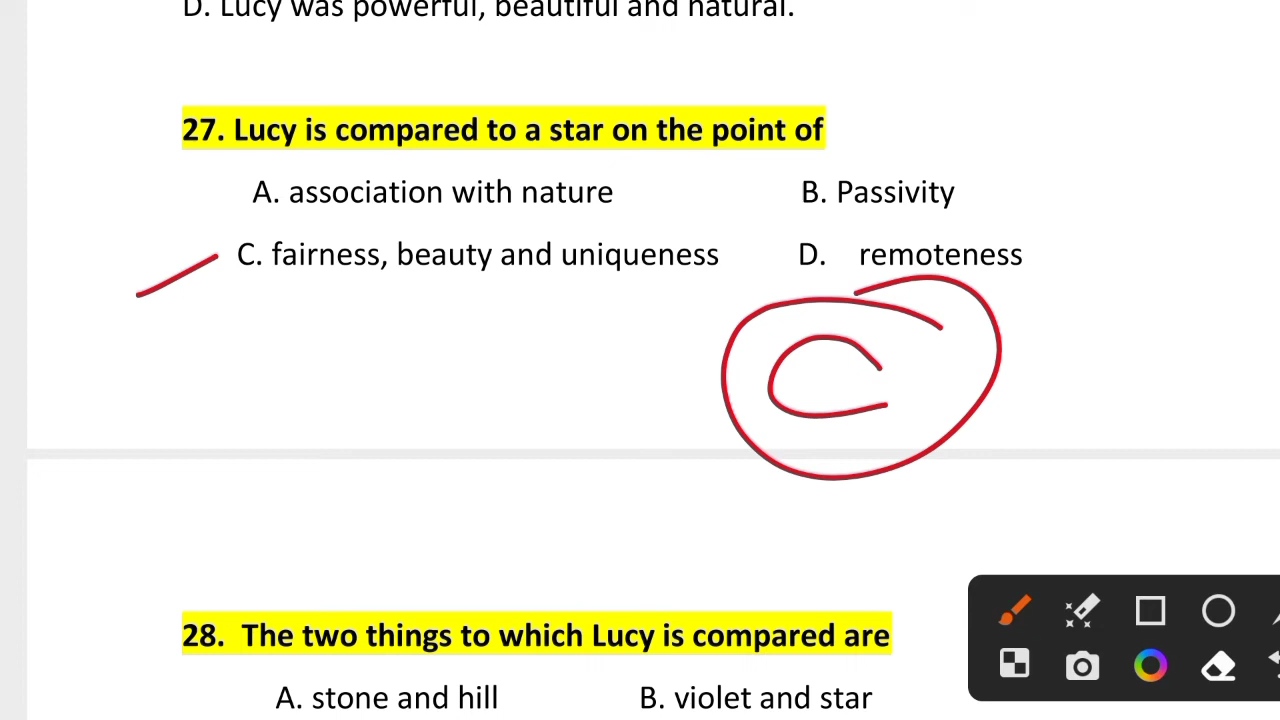 D. Lucy was powerful, beautiful and natural.
27. Lucy is compared to a star on the point of
A. association with nature B. Passivity
C. fairness, beauty and uniqueness D. remoteness
C
28. The two things to which Lucy is compared are
A. stone and hill B. violet and star